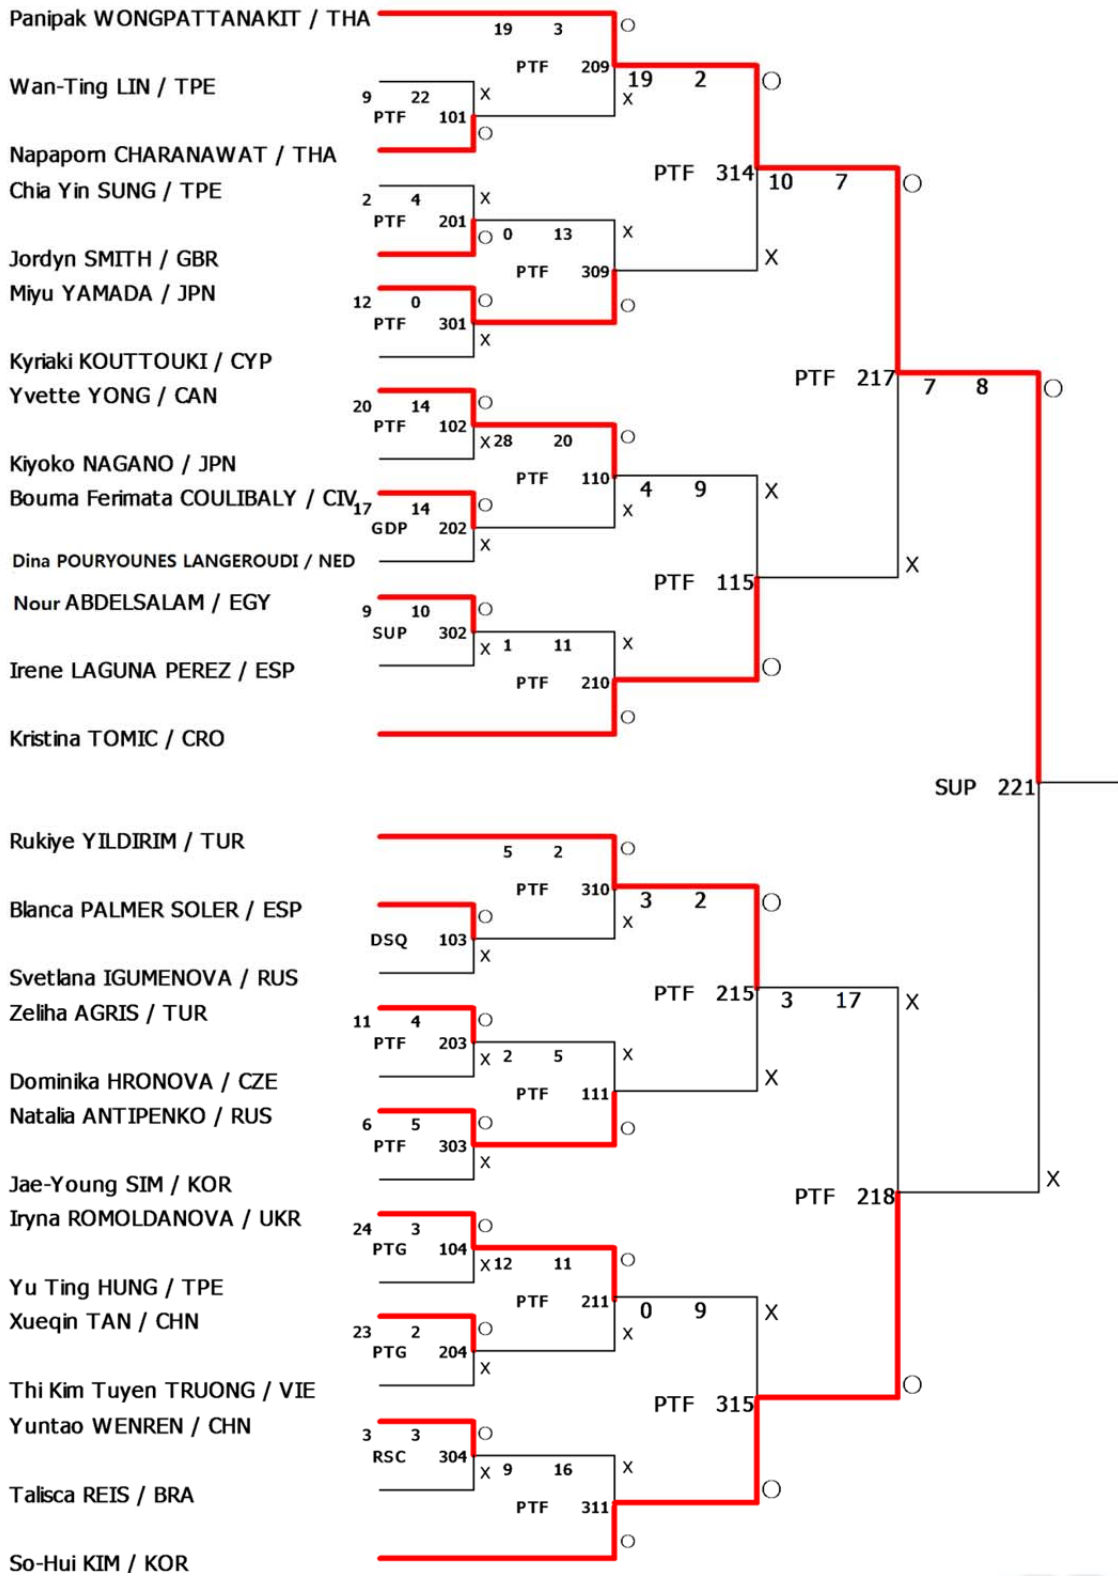 Panipak WONGPATTANAKIT / THA
19 3 O
PTF 209
19 2 O
Wan-Ting LIN / TPE
9 22 X
X
PTF 101
O
Napaporn CHARANAWAT / THA
PTF 314
10 7 O
Chia Yin SUNG / TPE
2 4 X
PTF 201
O 0 13 X
X
Jordyn SMITH / GBR
PTF 309
Miyu YAMADA / JPN
12 0 O
O
PTF 301
X
Kyriaki KOUTTOUKI / CYP
PTF 217
7 8 O
Yvette YONG / CAN
20 14 O
PTF 102
X 28 20 O
Kiyoko NAGANO / JPN
PTF 110
4 9 X
Bouma Ferimata COULIBALY / CIV
17 14 O
X
GDP 202
X
Dina POURYOUNES LANGEROUDI / NED
X
PTF 115
Nour ABDELSALAM / EGY
9 10 O
SUP 302
X 1 11 X
O
Irene LAGUNA PEREZ / ESP
PTF 210
O
Kristina TOMIC / CRO
SUP 221
Rukiye YILDIRIM / TUR
5 2 O
PTF 310
3 2 O
Blanca PALMER SOLER / ESP
O
X
DSQ 103
X
Svetlana IGUMENOVA / RUS
PTF 215
3 17 X
Zeliha AGRIS / TUR
11 4 O
PTF 203
X 2 5 X
X
Dominika HRONOVA / CZE
PTF 111
Natalia ANTIPENKO / RUS
6 5 O
O
PTF 303
X
X
Jae-Young SIM / KOR
PTF 218
Iryna ROMOLDANOVA / UKR
24 3 O
PTG 104
X 12 11 O
Yu Ting HUNG / TPE
PTF 211
0 9 X
Xueqin TAN / CHN
23 2 O
X
PTG 204
X
Thi Kim Tuyen TRUONG / VIE
O
PTF 315
Yuntao WENREN / CHN
3 3 O
RSC 304
X 9 16 X
O
Talisca REIS / BRA
PTF 311
O
So-Hui KIM / KOR